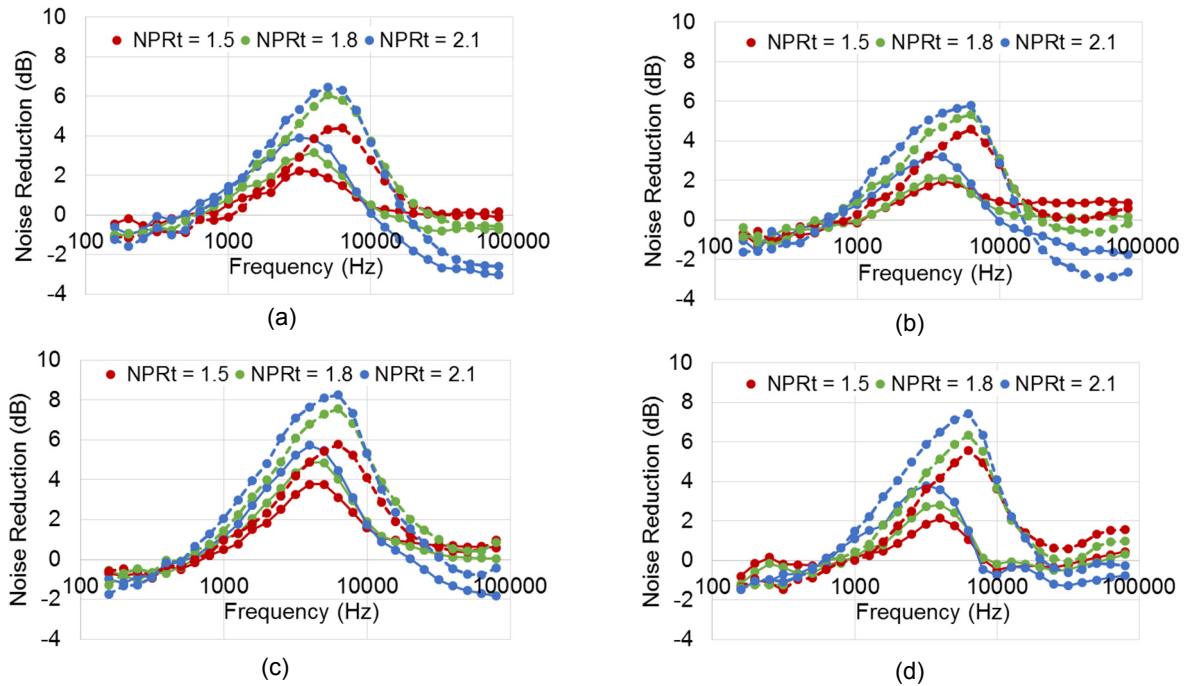 10
8
6
4
2
0
-2
-4
Noise Reduction (dB)
NPRt = 1.5 NPRt = 1.8 NPRt = 2.1
100 1000 10000 100000
Frequency (Hz)
(a)
10
8
6
4
2
0
-2
-4
Noise Reduction (dB)
NPRt = 1.5 NPRt = 1.8 NPRt = 2.1
100 1000 10000 100000
Frequency (Hz)
(b)
10
8
6
4
2
0
-2
-4
Noise Reduction (dB)
NPRt = 1.5 NPRt = 1.8 NPRt = 2.1
100 1000 10000 100000
Frequency (Hz)
(c)
10
8
6
4
2
0
-2
-4
Noise Reduction (dB)
NPRt = 1.5 NPRt = 1.8 NPRt = 2.1
100 1000 10000 100000
Frequency (Hz)
(d)